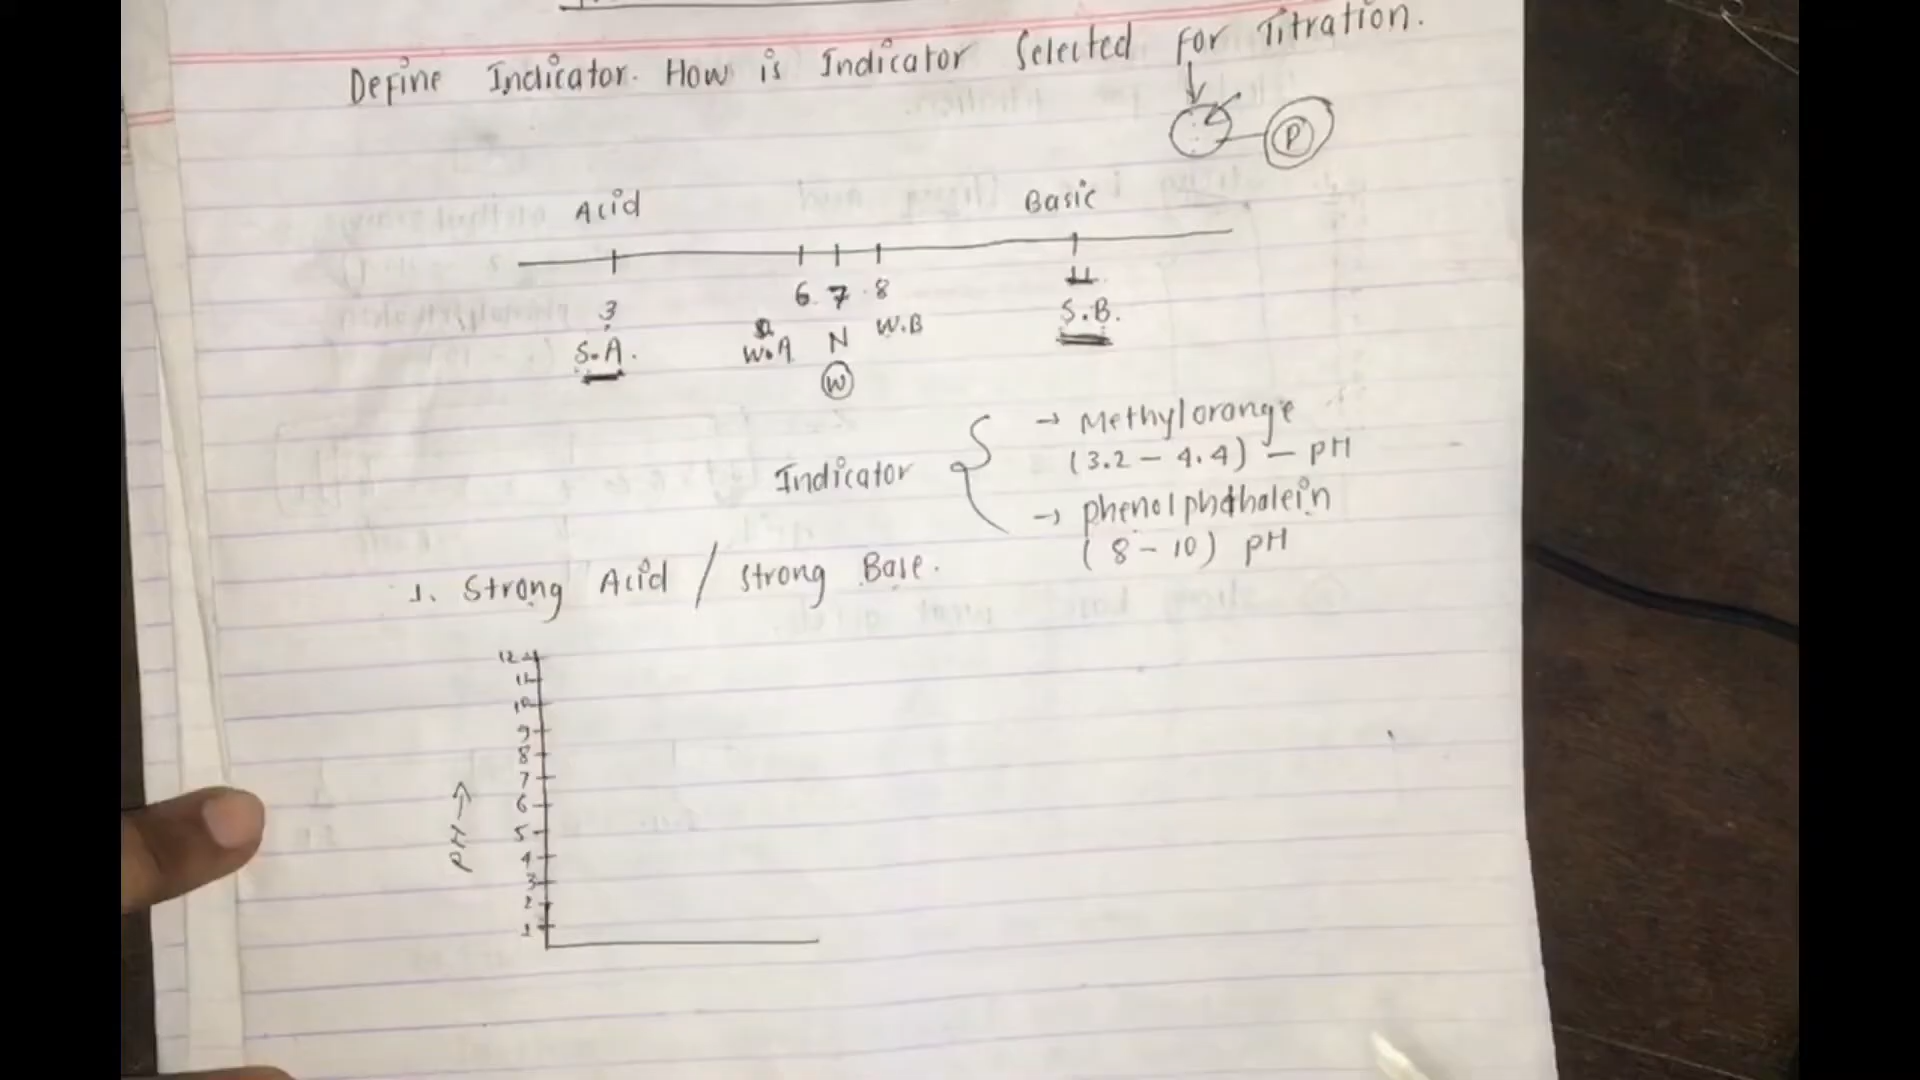 Define Indicator. How is Indicator Selected for Titration.
P
Acid Basic
3 6 7 8 11
S.A. W.A N W.B S.B.
W
Indicator
→ Methylorange
(3.2 - 4.4) - pH
→ phenolphthalein
(8 - 10) pH
1. Strong Acid / strong Base.
12
11
10
9
8
7
6
5
4
3
2
1
pH →